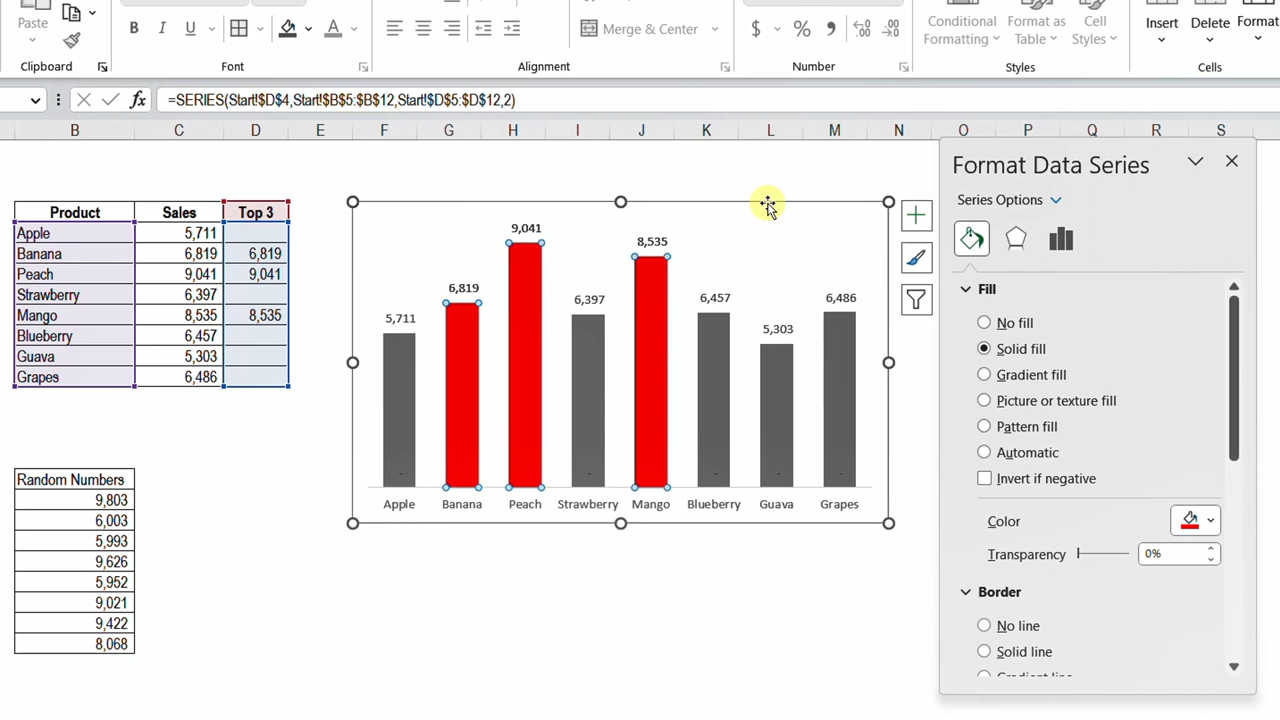 Paste
B I U
A
Merge & Center
$ % ,
Conditional Formatting
Format as Table
Cell Styles
Insert Delete Format
Clipboard Font Alignment Number Styles Cells
fx =SERIES(Start!$D$4,Start!$B$5:$B$12,Start!$D$5:$D$12,2)
B C D E F G H I J K L M N O P Q R S
Product Sales Top 3
Apple 5,711
Banana 6,819 6,819
Peach 9,041 9,041
Strawberry 6,397
Mango 8,535 8,535
Blueberry 6,457
Guava 5,303
Grapes 6,486
Random Numbers
9,803
6,003
5,993
9,626
5,952
9,021
9,422
8,068
5,711 6,819 9,041 6,397 8,535 6,457 5,303 6,486
Apple Banana Peach Strawberry Mango Blueberry Guava Grapes
Format Data Series
Series Options
Fill
No fill
Solid fill
Gradient fill
Picture or texture fill
Pattern fill
Automatic
Invert if negative
Color
Transparency 0%
Border
No line
Solid line